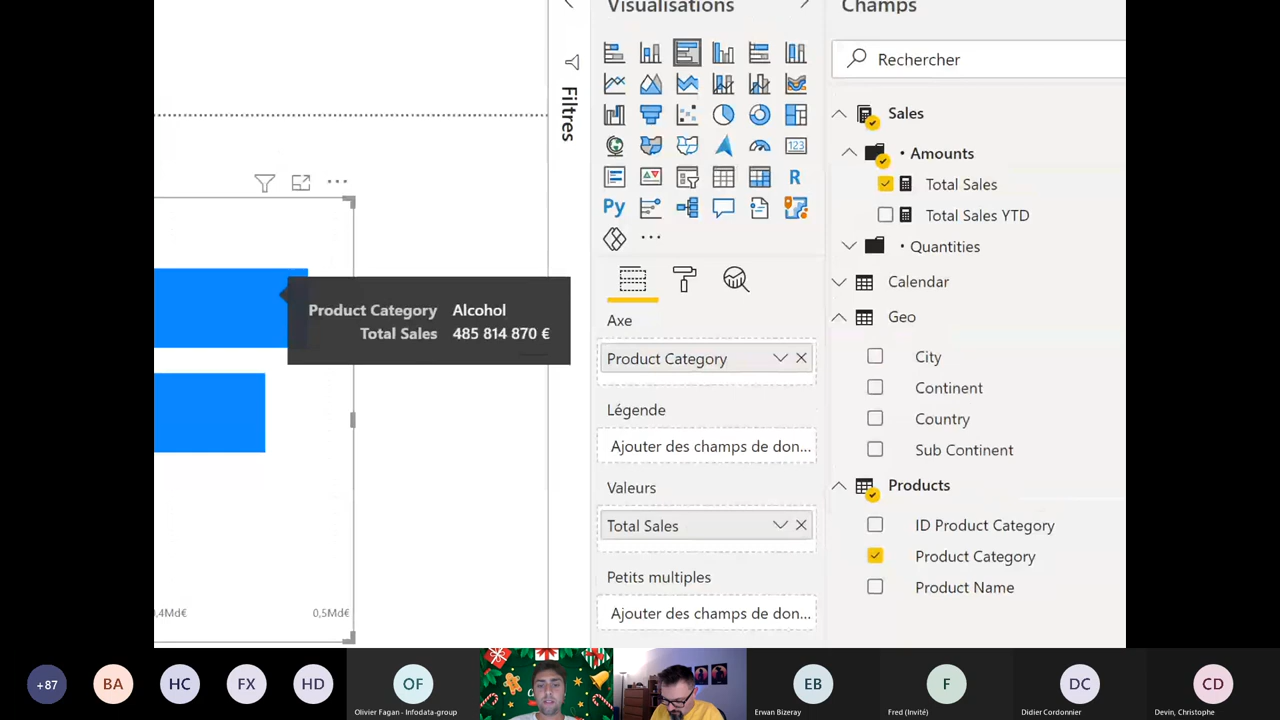 Visualisations
Champs
Rechercher
Filtres
Sales
• Amounts
Total Sales
Total Sales YTD
• Quantities
Calendar
Geo
City
Continent
Country
Sub Continent
Products
ID Product Category
Product Category
Product Name
123
R
Py
Axe
Product Category
Légende
Ajouter des champs de don...
Valeurs
Total Sales
Petits multiples
Ajouter des champs de don...
Product Category Alcohol
Total Sales 485 814 870 €
,4Md€
0,5Md€
+87
BA
HC
FX
HD
OF
Olivier Fagan - Infodata-group
EB
Erwan Bizeray
F
Fred (Invité)
DC
Didier Cordonnier
CD
Devin, Christophe